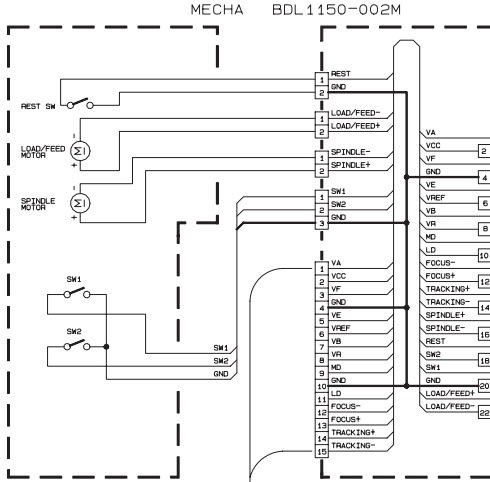 MECHA BDL1150-002M
REST SW
LOAD/FEED
MOTOR
- M +
SPINDLE
MOTOR
- M +
SW1
SW2
SW1
SW2
GND
1 REST
2 GND
1 LOAD/FEED-
2 LOAD/FEED+
1 SPINDLE-
2 SPINDLE+
1 SW1
2 SW2
3 GND
1 VA
2 VCC
3 VF
4 GND
5 VE
6 VREF
7 VB
8 VR
9 MD
10 GND
11 LD
12 FOCUS-
13 FOCUS+
14 TRACKING+
15 TRACKING-
VA
VCC 2
VF
GND 4
VE
VREF 6
VB
VR 8
MD
LD 10
FOCUS-
FOCUS+ 12
TRACKING+
TRACKING- 14
SPINDLE+
SPINDLE- 16
REST
SW2 18
SW1
GND 20
LOAD/FEED+
LOAD/FEED- 22